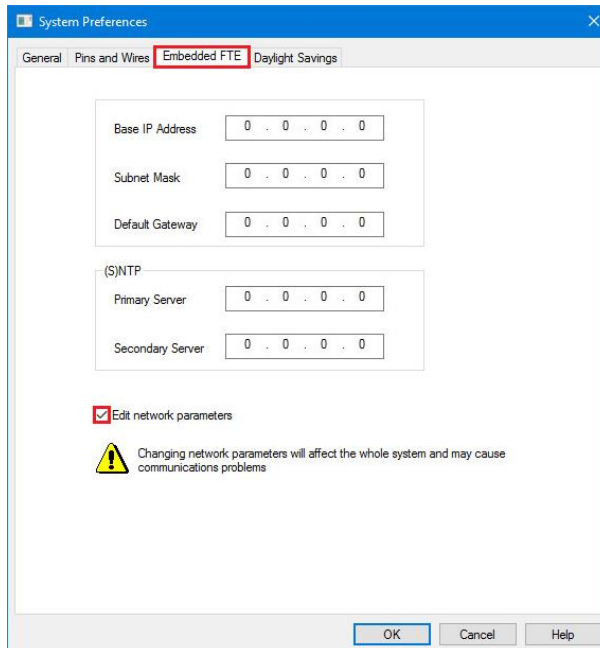 System Preferences
General Pins and Wires Embedded FTE Daylight Savings
Base IP Address 0 . 0 . 0 . 0
Subnet Mask 0 . 0 . 0 . 0
Default Gateway 0 . 0 . 0 . 0
(S)NTP
Primary Server 0 . 0 . 0 . 0
Secondary Server 0 . 0 . 0 . 0
Edit network parameters
Changing network parameters will affect the whole system and may cause
communications problems
OK Cancel Help